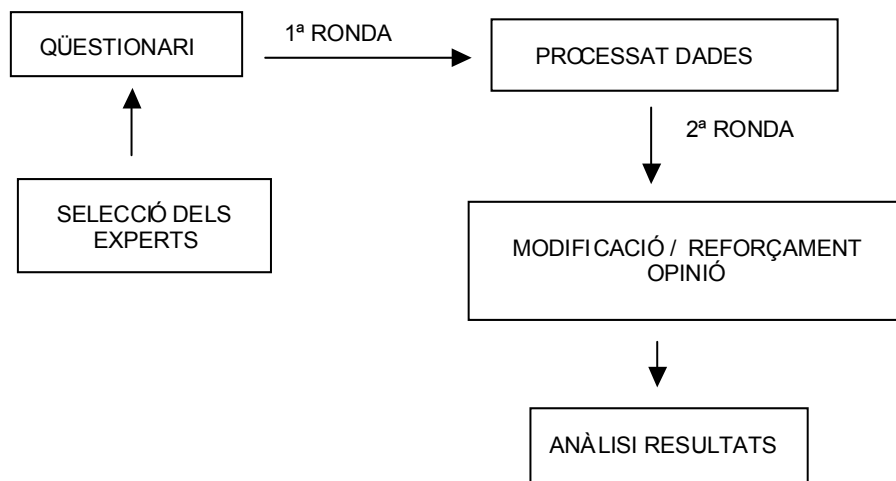 QÜESTIONARI
1ª RONDA
PROCESSAT DADES
2ª RONDA
SELECCIÓ DELS
EXPERTS
MODIFICACIÓ / REFORÇAMENT
OPINIÓ
ANÀLISI RESULTATS